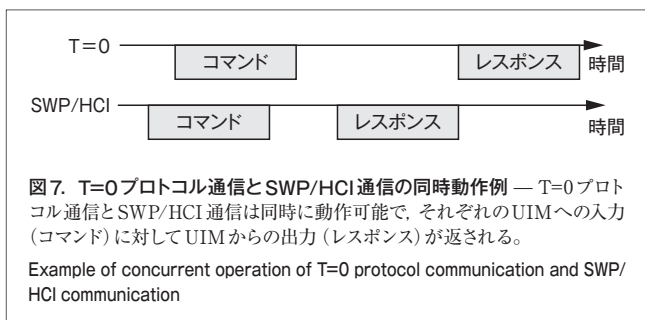 T=0
コマンド
レスポンス
時間
SWP/HCI
コマンド
レスポンス
時間
図7. T=0プロトコル通信とSWP/HCI通信の同時動作例 — T=0プロト
コル通信とSWP/HCI通信は同時に動作可能で，それぞれのUIMへの入力
（コマンド）に対してUIMからの出力（レスポンス）が返される。
Example of concurrent operation of T=0 protocol communication and SWP/
HCI communication